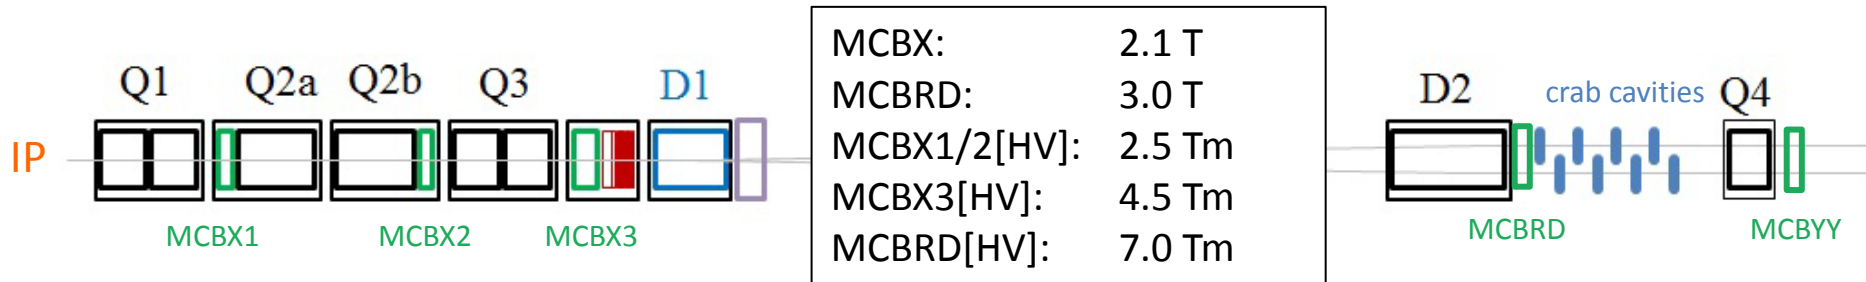 Q1 Q2a Q2b Q3 D1
IP
MCBX1 MCBX2 MCBX3
MCBX: 2.1 T
MCBRD: 3.0 T
MCBX1/2[HV]: 2.5 Tm
MCBX3[HV]: 4.5 Tm
MCBRD[HV]: 7.0 Tm
D2 crab cavities Q4
MCBRD MCBYY